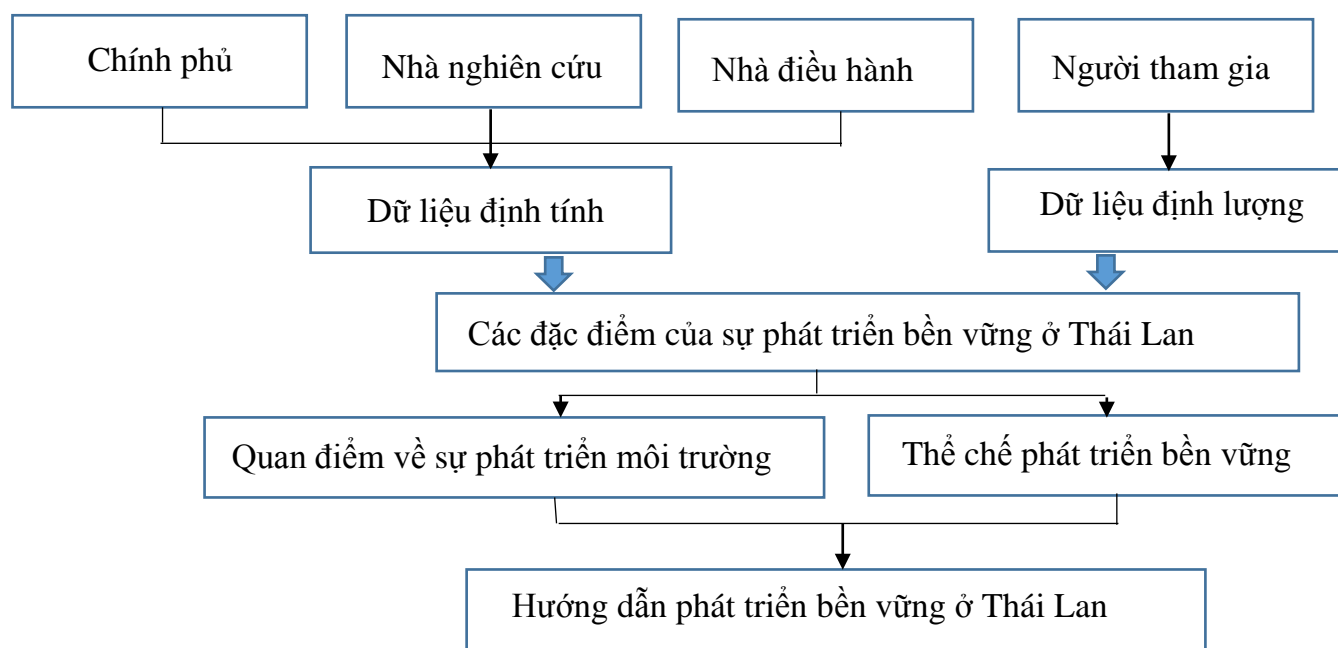 Chính phủ
Nhà nghiên cứu
Nhà điều hành
Người tham gia
Dữ liệu định tính
Dữ liệu định lượng
Các đặc điểm của sự phát triển bền vững ở Thái Lan
Quan điểm về sự phát triển môi trường
Thể chế phát triển bền vững
Hướng dẫn phát triển bền vững ở Thái Lan